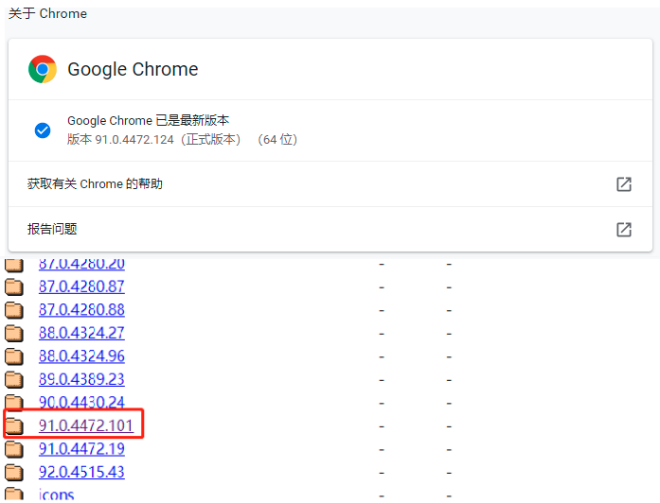 关于 Chrome
Google Chrome
Google Chrome 已是最新版本
版本 91.0.4472.124（正式版本） （64 位）
获取有关 Chrome 的帮助
报告问题
87.0.4280.20 - -
87.0.4280.87 - -
87.0.4280.88 - -
88.0.4324.27 - -
88.0.4324.96 - -
89.0.4389.23 - -
90.0.4430.24 - -
91.0.4472.101 - -
91.0.4472.19 - -
92.0.4515.43 - -
icons - -